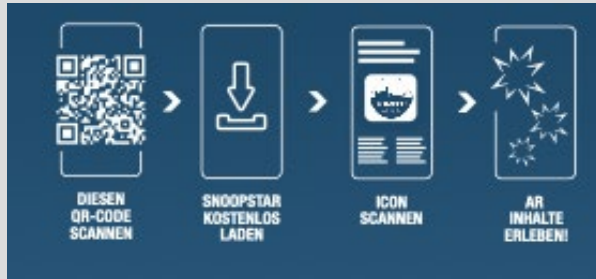 DIESEN
QR-CODE
SCANNEN
SNOOPSTAR
KOSTENLOS
LADEN
ICON
SCANNEN
AR
INHALTE
ERLEBEN!